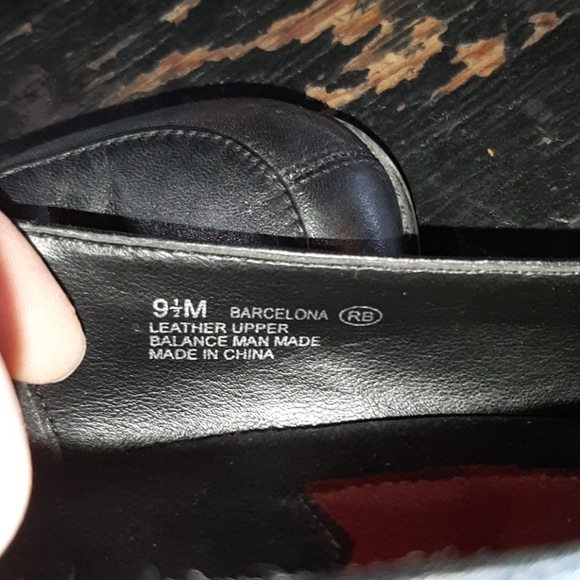 9½M BARCELONA RB
LEATHER UPPER
BALANCE MAN MADE
MADE IN CHINA